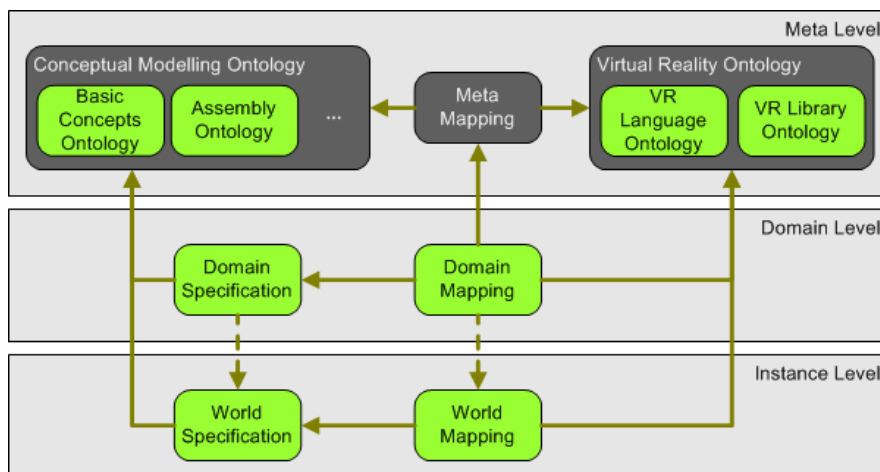 Meta Level
Conceptual Modelling Ontology
Basic
Concepts
Ontology
Assembly
Ontology
...
Meta
Mapping
Virtual Reality Ontology
VR
Language
Ontology
VR Library
Ontology
Domain Level
Domain
Specification
Domain
Mapping
Instance Level
World
Specification
World
Mapping